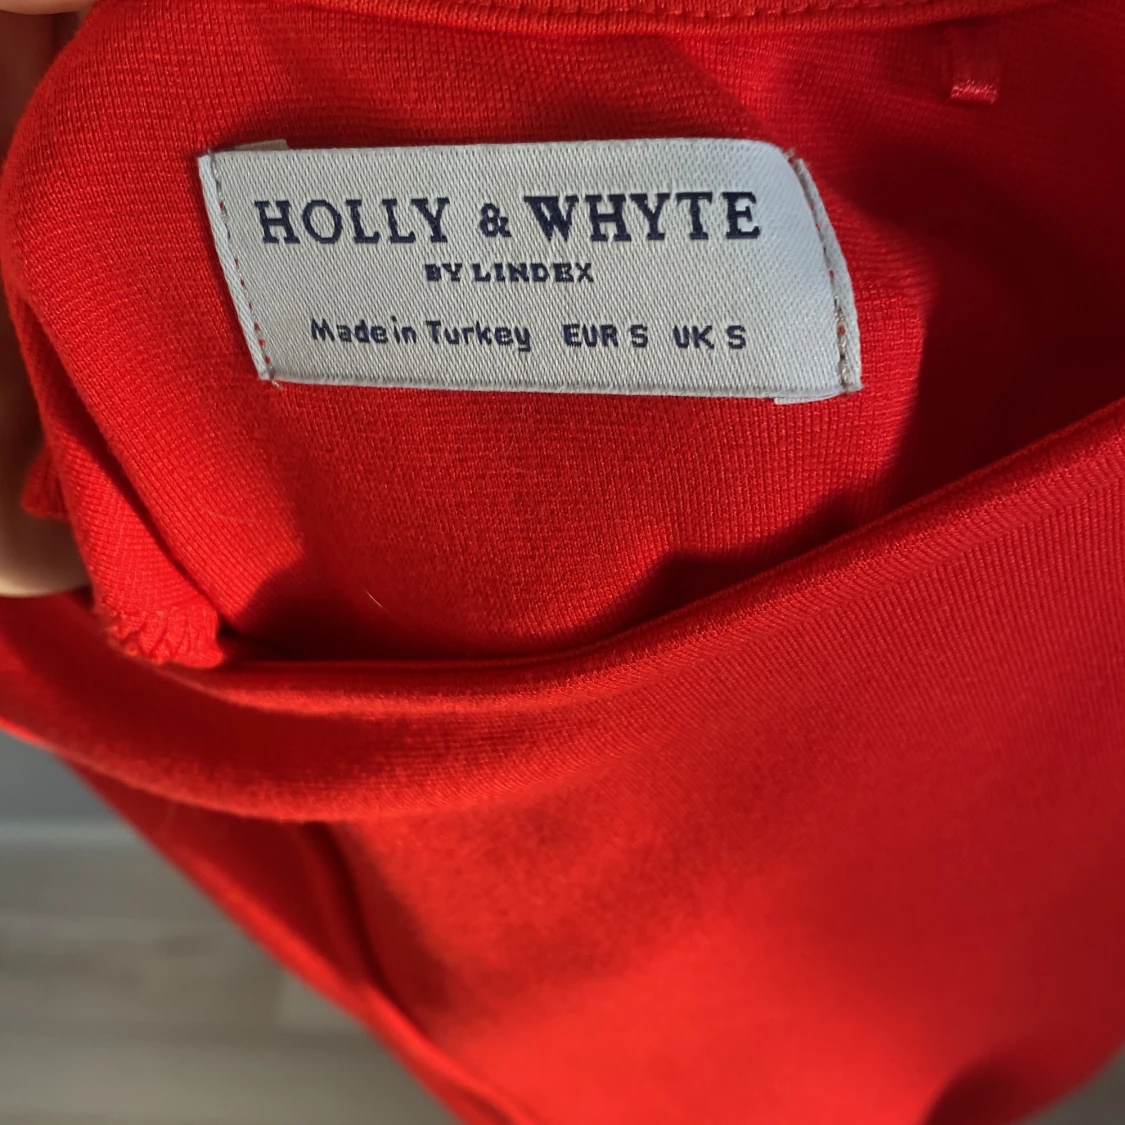 HOLLY & WHYTE
BY LINDEX
Made in Turkey EUR S UK S